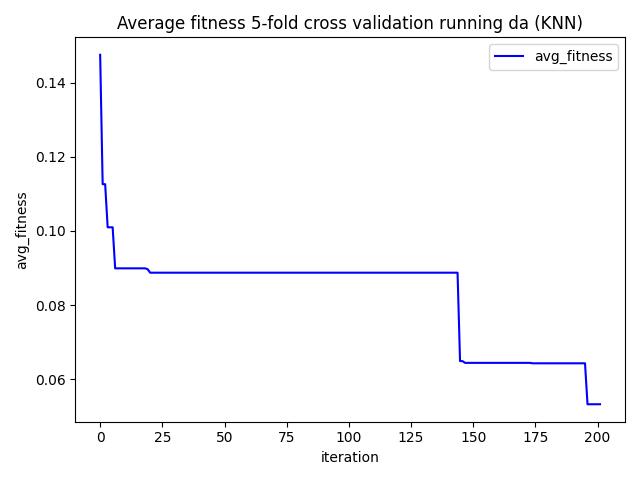 Average fitness 5-fold cross validation running da (KNN)
avg_fitness
avg_fitness
0.14
0.12
0.10
0.08
0.06
0 25 50 75 100 125 150 175 200
iteration